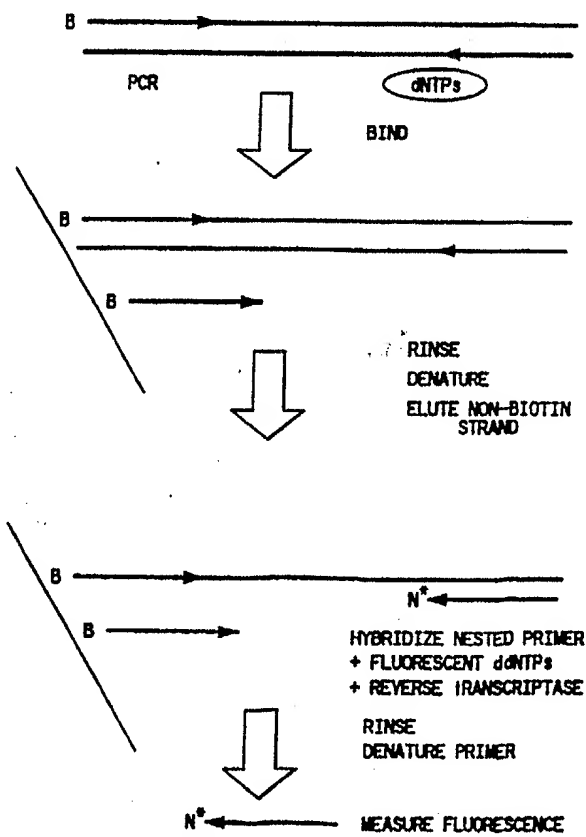 B
PCR
dNTPs
BIND
B
B
RINSE
DENATURE
ELUTE NON-BIOTIN
STRAND
B
N*
B
HYBRIDIZE NESTED PRIMER
+ FLUORESCENT ddNTPs
+ REVERSE TRANSCRIPTASE
RINSE
DENATURE PRIMER
N*
MEASURE FLUORESCENCE